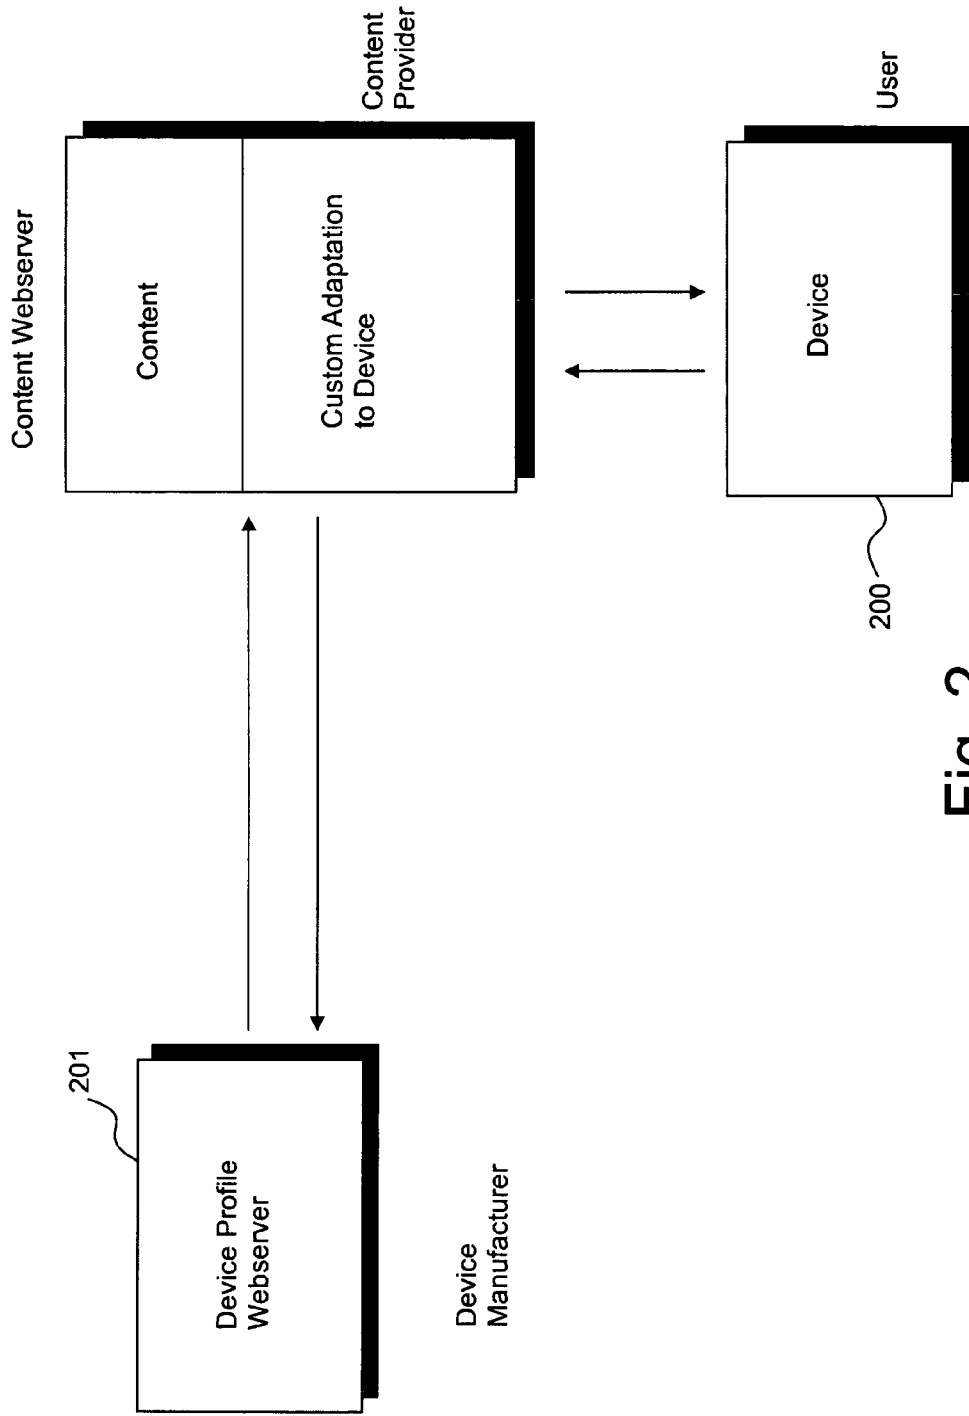 Content Webserver
Content
Custom Adaptation
to Device
Content
Provider
201
Device Profile
Webserver
Device
Manufacturer
Device
User
200
Fig. 2